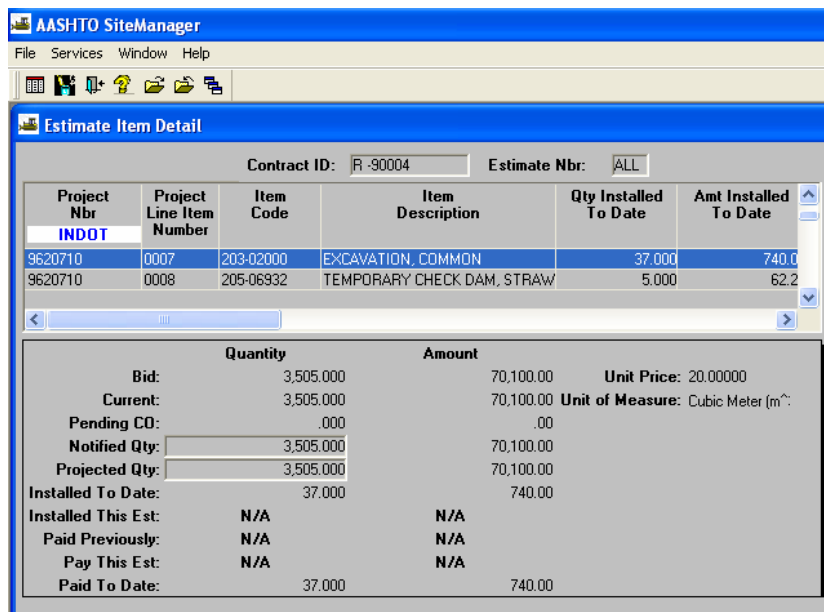 AASHTO SiteManager
File Services Window Help
Estimate Item Detail
Contract ID: R -90004 Estimate Nbr: ALL
Project Project Item Item Qty Installed Amt Installed
Nbr Line Item Code Description To Date To Date
INDOT Number
9620710 0007 203-02000 EXCAVATION, COMMON 37.000 740.0
9620710 0008 205-06932 TEMPORARY CHECK DAM, STRAW 5.000 62.2
Quantity Amount
Bid: 3,505.000 70,100.00 Unit Price: 20.00000
Current: 3,505.000 70,100.00 Unit of Measure: Cubic Meter (m^:
Pending CO: .000 .00
Notified Qty: 3,505.000 70,100.00
Projected Qty: 3,505.000 70,100.00
Installed To Date: 37.000 740.00
Installed This Est: N/A N/A
Paid Previously: N/A N/A
Pay This Est: N/A N/A
Paid To Date: 37.000 740.00